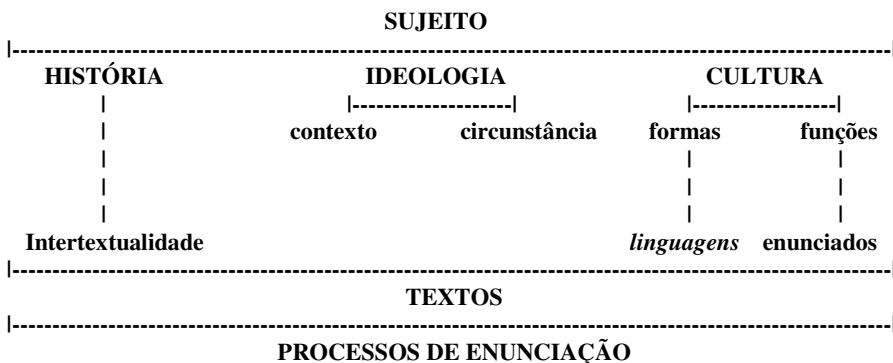 SUJEITO
HISTÓRIA IDEOLOGIA CULTURA
contexto circunstância formas funções
Intertextualidade linguagens enunciados
TEXTOS
PROCESSOS DE ENUNCIAÇÃO